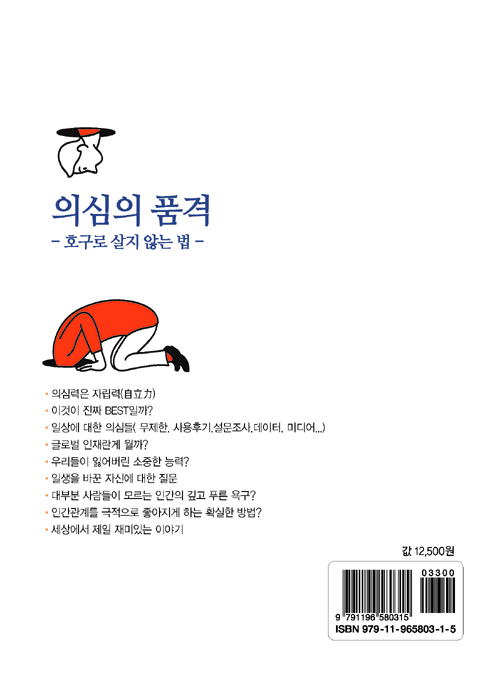 의심의 품격
- 호구로 살지 않는 법 -
• 의심력은 자립력(自立力)
• 이것이 진짜 BEST일까?
• 일상에 대한 의심들( 무제한, 사용후기,설문조사,데이터, 미디어...)
• 글로벌 인재란게 뭘까?
• 우리들이 잃어버린 소중한 능력?
• 일생을 바꾼 자신에 대한 질문
• 대부분 사람들이 모르는 인간의 깊고 푸른 욕구?
• 인간관계를 극적으로 좋아지게 하는 확실한 방법?
• 세상에서 제일 재미있는 이야기
값 12,500원
03300
9 791196 580315
ISBN 979-11-965803-1-5